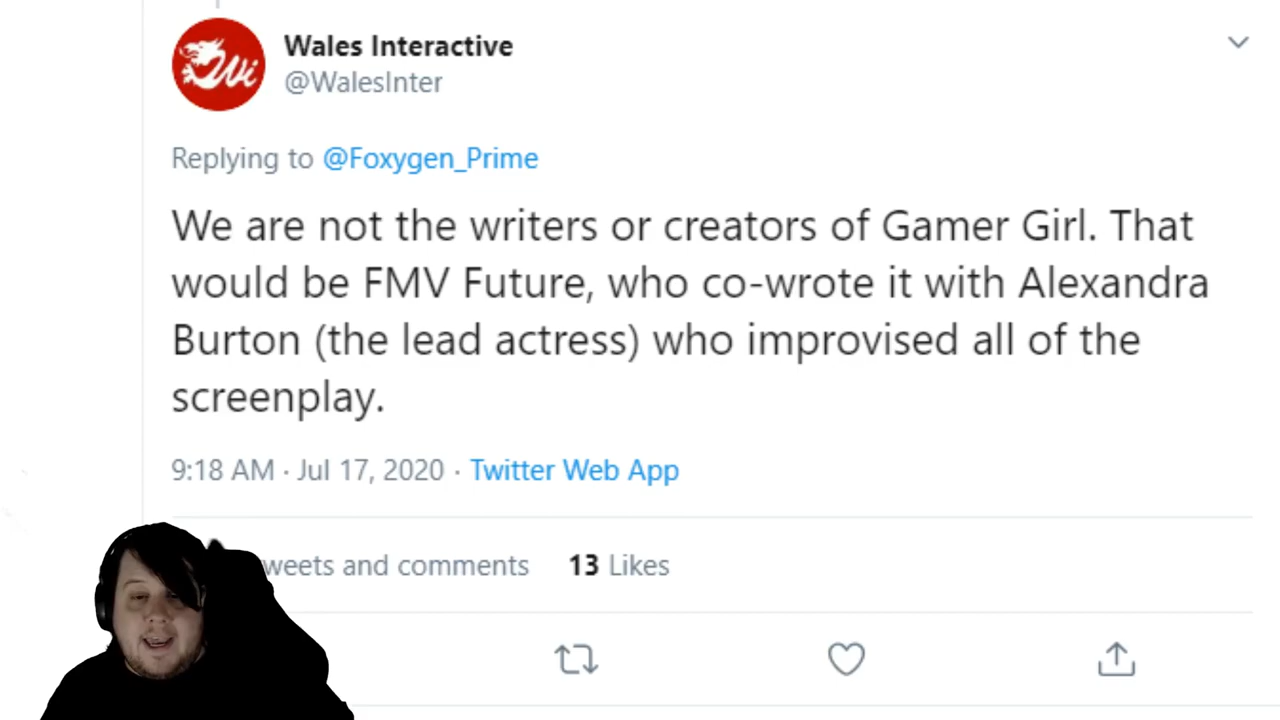 Wales Interactive
@WalesInter
Replying to @Foxygen_Prime
We are not the writers or creators of Gamer Girl. That
would be FMV Future, who co-wrote it with Alexandra
Burton (the lead actress) who improvised all of the
screenplay.
9:18 AM · Jul 17, 2020 · Twitter Web App
weets and comments 13 Likes